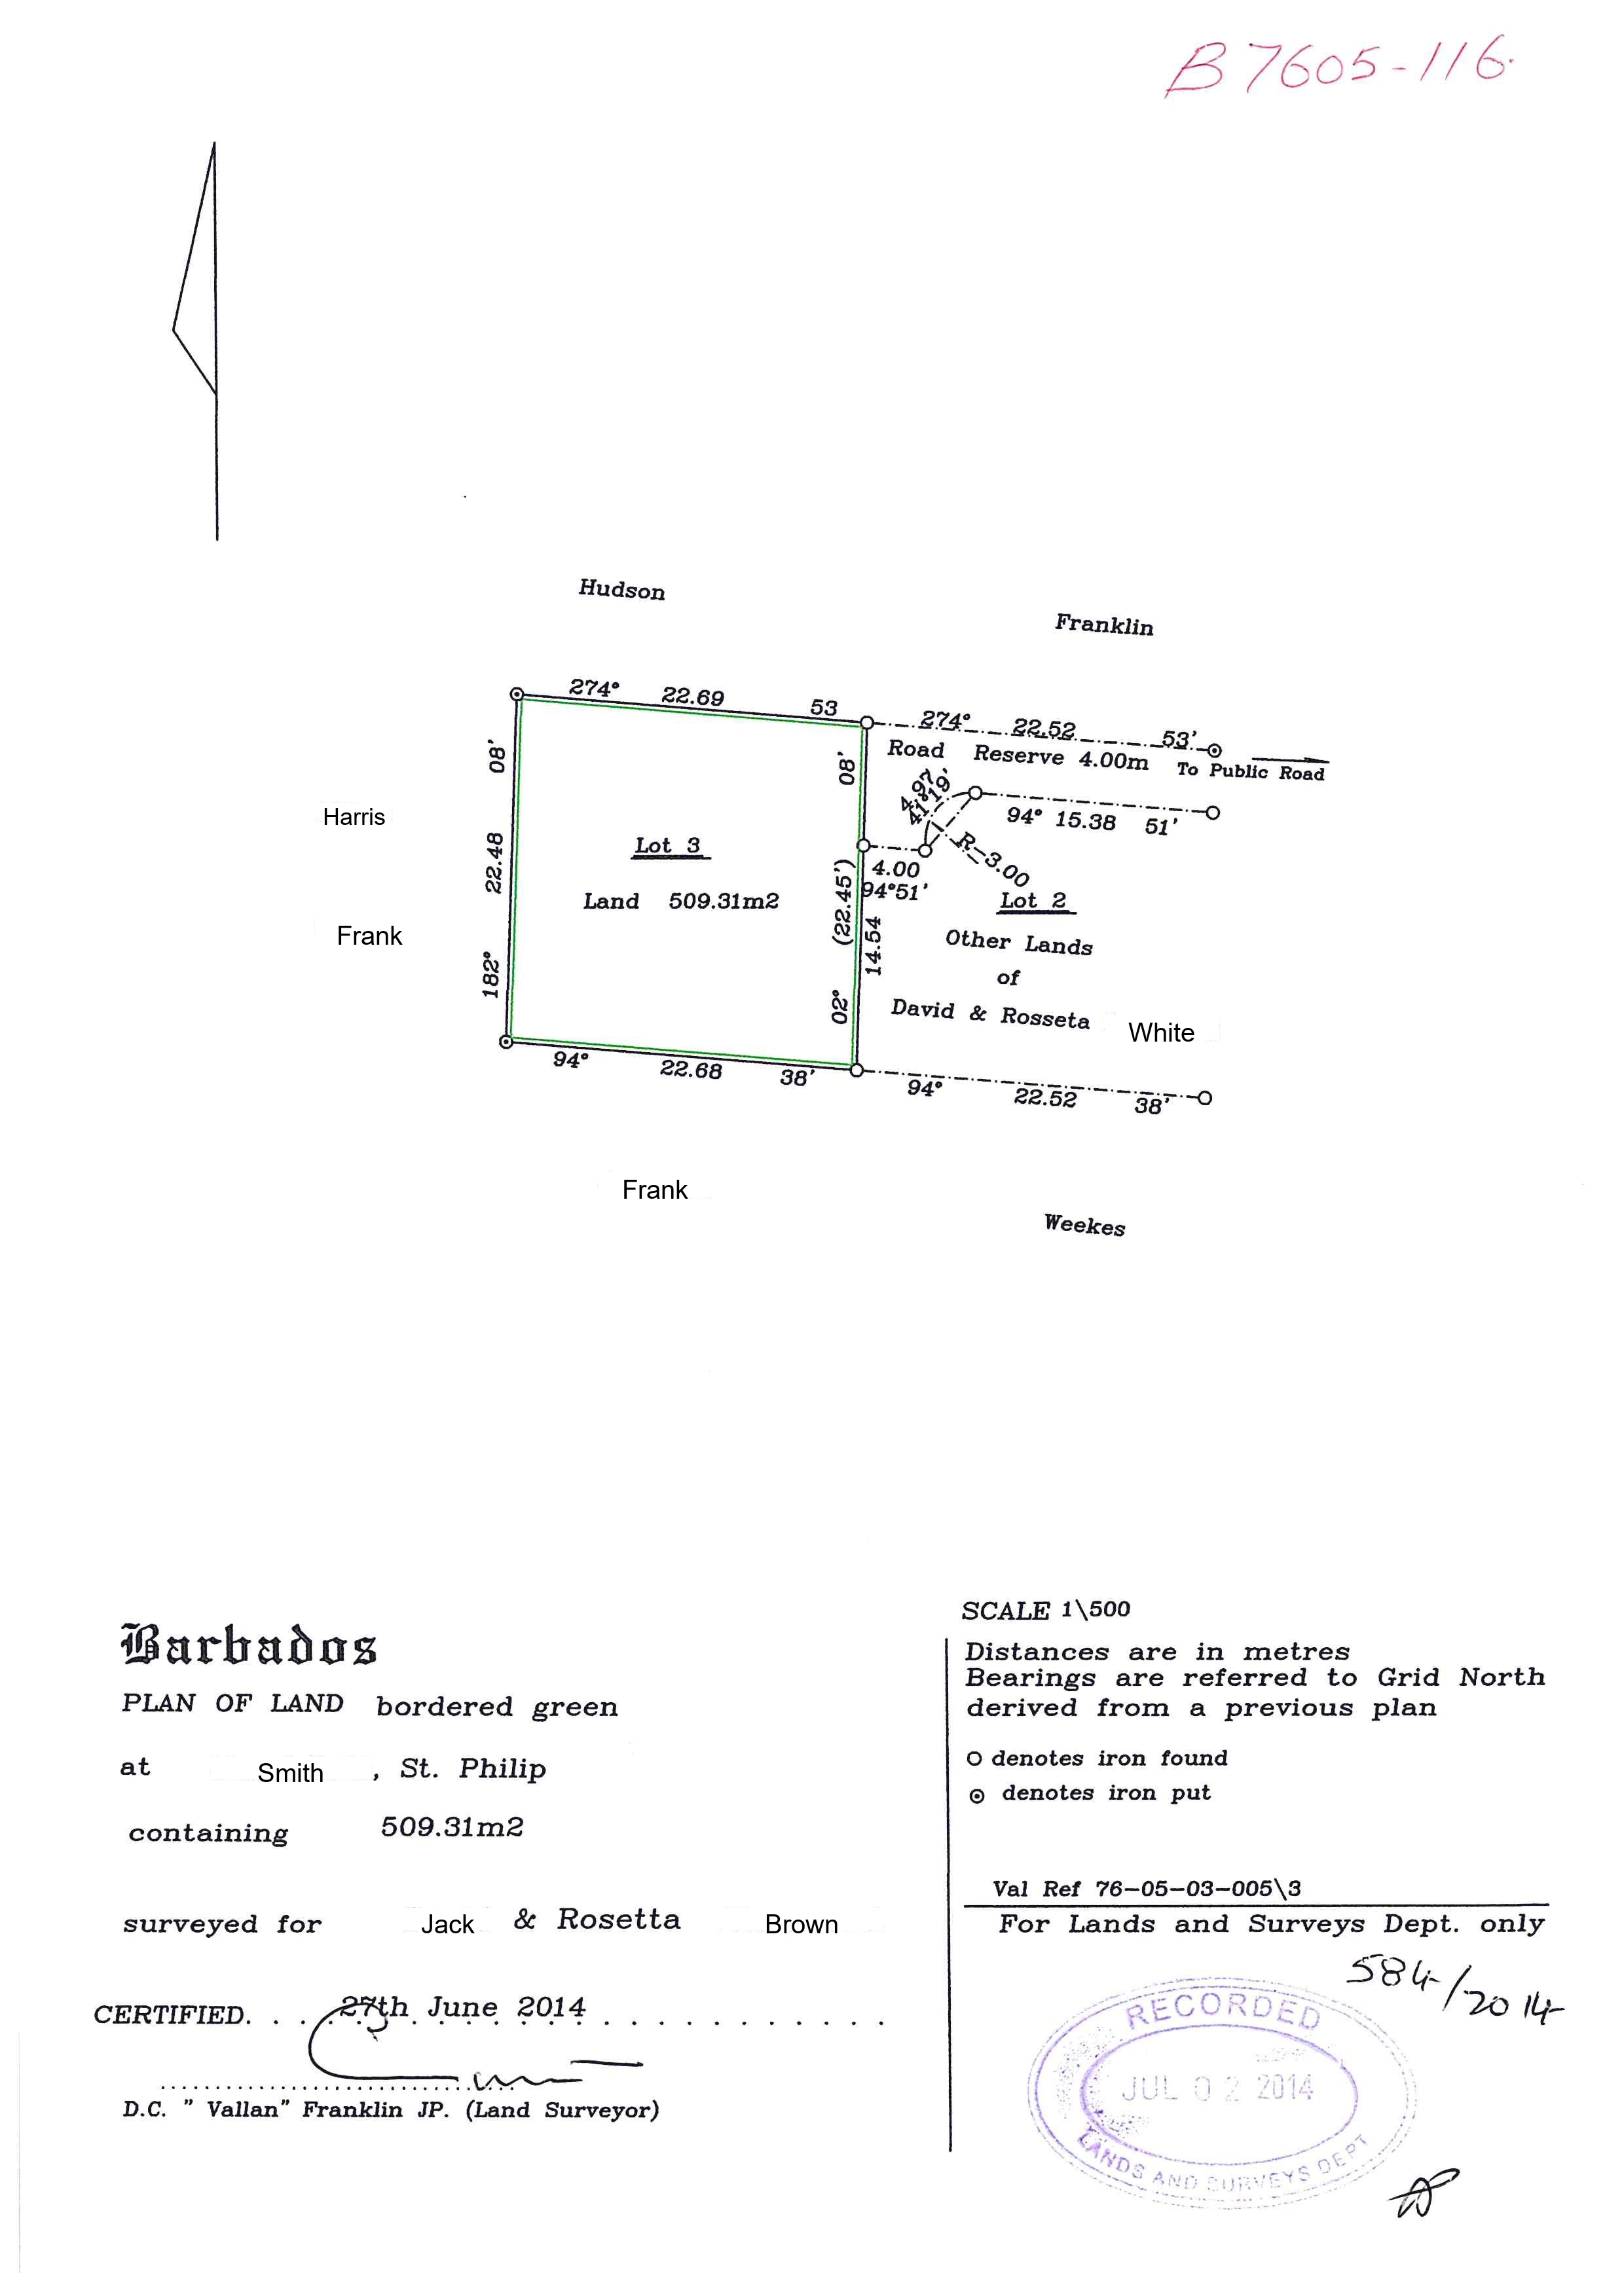 B 7605-116.
Hudson
Franklin
274° 22.69 53
274° 22.52 53'
Road Reserve 4.00m To Public Road
08'
08'
4.97
41°19'
94° 15.38 51'
Harris
Lot 3
R-3.00
22.48
(22.45')
4.00
94°51'
Land 509.31m2
Lot 2
Frank
14.54
Other Lands
of
182°
02°
David & Rosseta White
94° 22.68 38'
94° 22.52 38'
Frank
Weekes
Barbados
PLAN OF LAND bordered green
at Smith , St. Philip
containing 509.31m2
surveyed for Jack & Rosetta Brown
CERTIFIED. . . .27th June 2014 . . . . . . . . .
D.C. " Vallan" Franklin JP. (Land Surveyor)
SCALE 1\500
Distances are in metres
Bearings are referred to Grid North
derived from a previous plan
O denotes iron found
⊙ denotes iron put
Val Ref 76-05-03-005\3
For Lands and Surveys Dept. only
584/2014
RECORDED
JUL 02 2014
LANDS AND SURVEYS DEPT